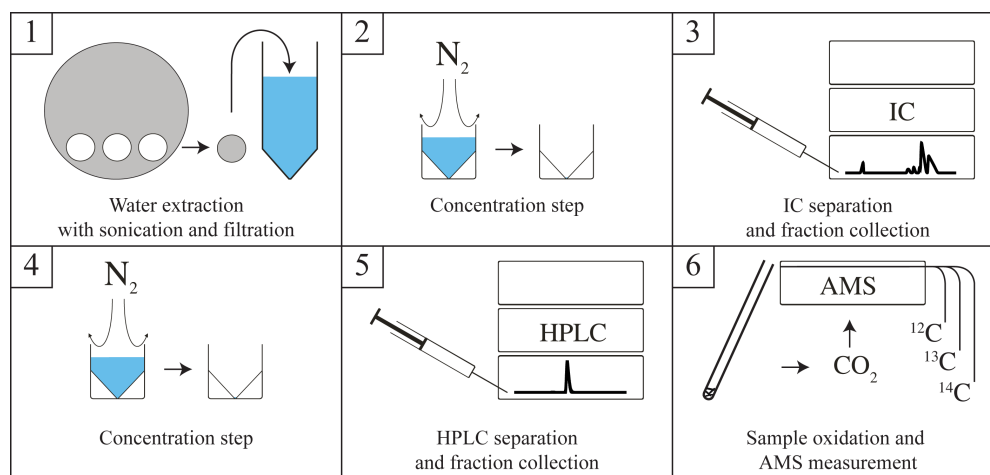 1
Water extraction
with sonication and filtration
2
N₂
Concentration step
3
IC
IC separation
and fraction collection
4
N₂
Concentration step
5
HPLC
HPLC separation
and fraction collection
6
AMS
CO₂
¹²C
¹³C
¹⁴C
Sample oxidation and
AMS measurement